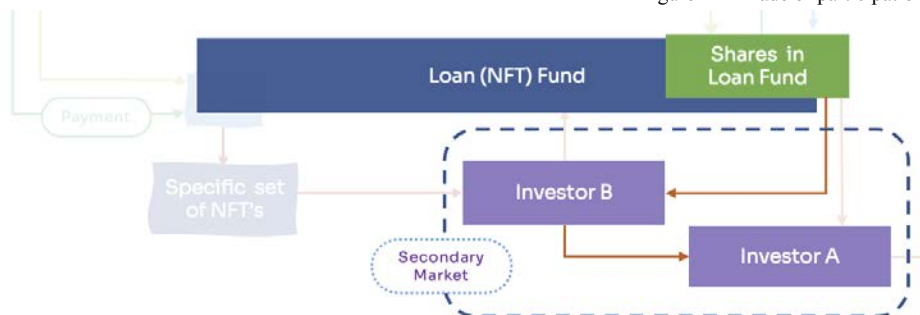 Shares in
Loan Fund
Loan (NFT) Fund
Payment
Specific set
of NFT's
Investor B
Secondary
Market
Investor A